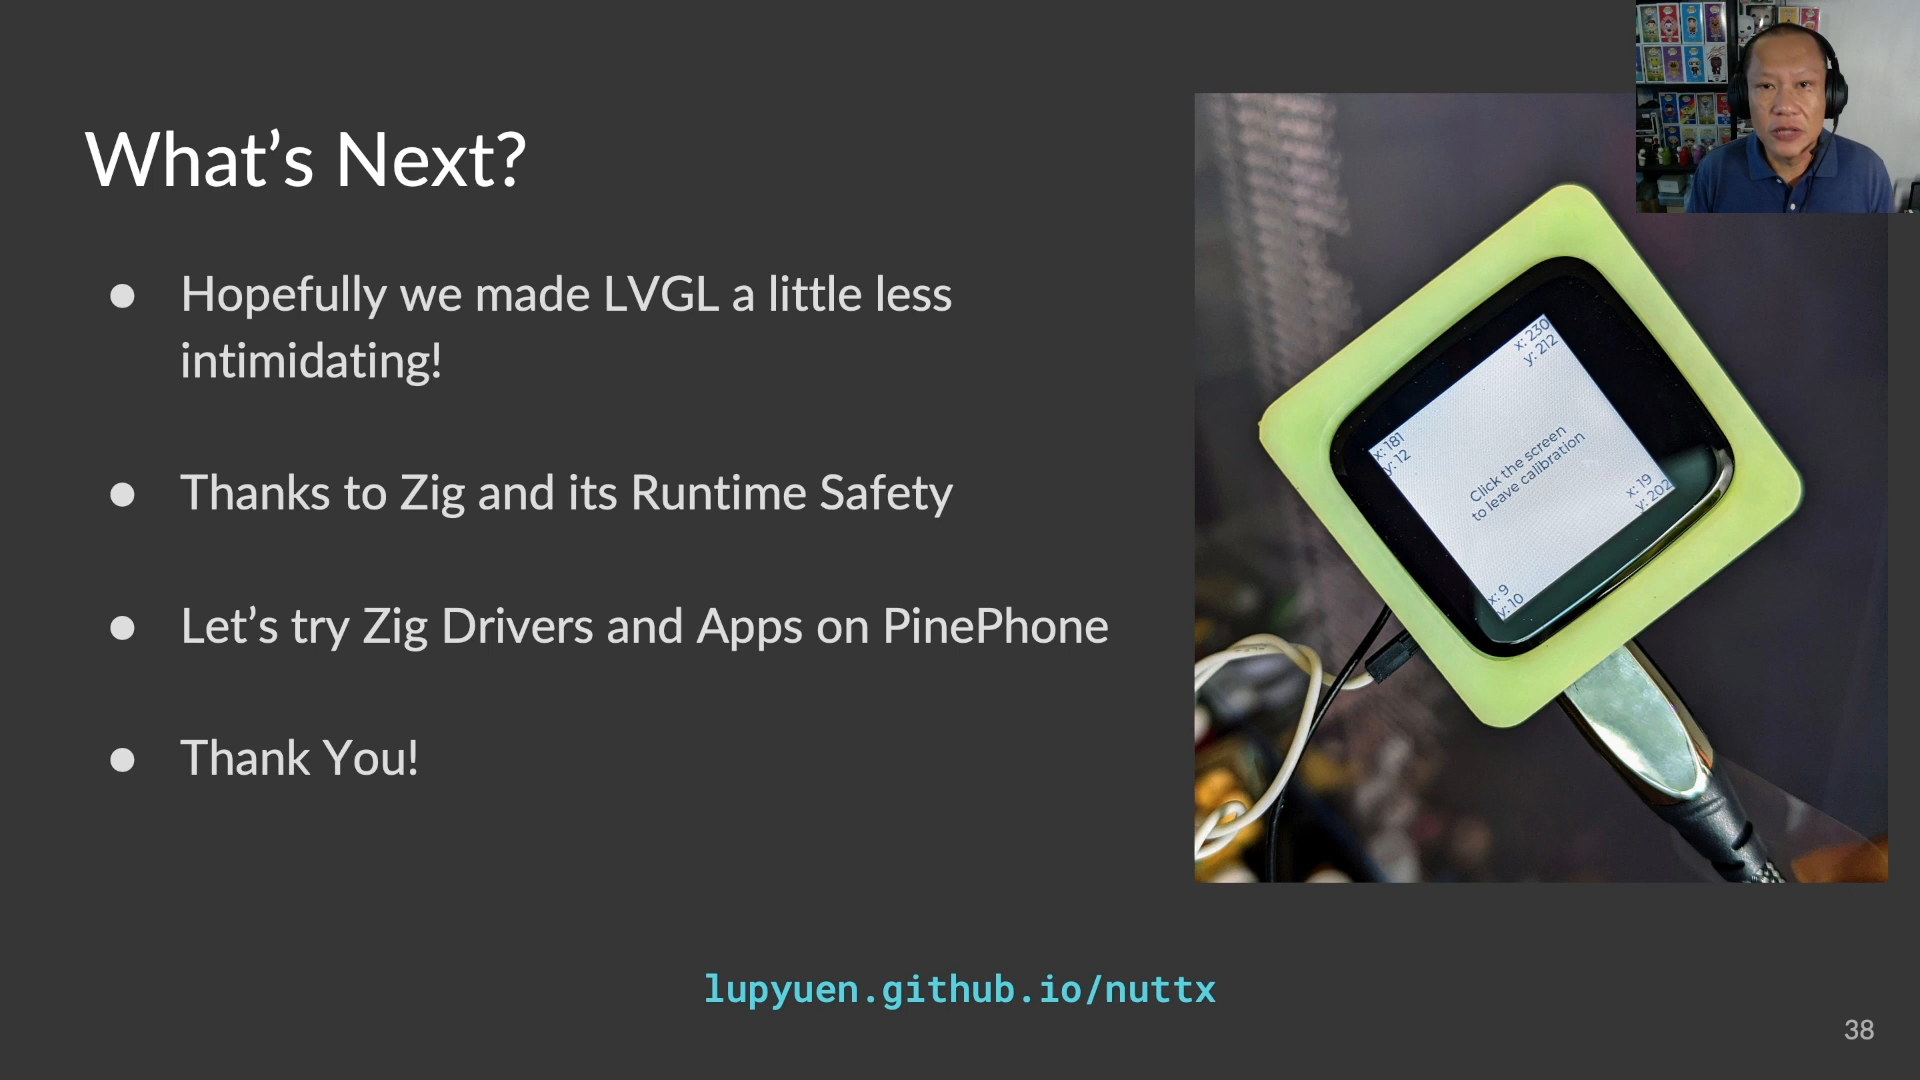 What’s Next?
● Hopefully we made LVGL a little less
intimidating!
● Thanks to Zig and its Runtime Safety
● Let’s try Zig Drivers and Apps on PinePhone
● Thank You!
x: 230
y: 212
x: 181
y: 12
Click the screen
to leave calibration
x: 19
y: 202
x: 9
y: 10
lupyuen.github.io/nuttx
38